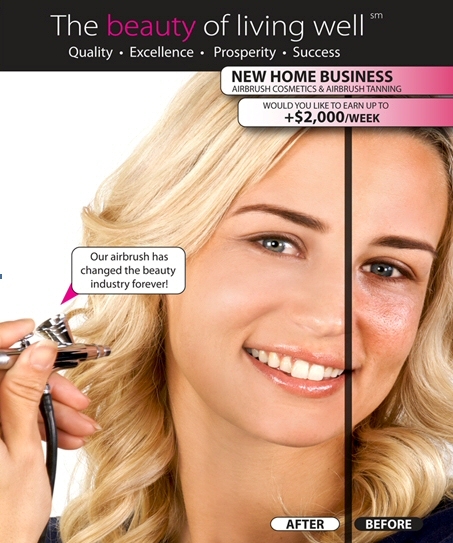 The beauty of living well sm
Quality • Excellence • Prosperity • Success
NEW HOME BUSINESS
AIRBRUSH COSMETICS & AIRBRUSH TANNING
WOULD YOU LIKE TO EARN UP TO
+$2,000/WEEK
Our airbrush has
changed the beauty
industry forever!
AFTER
BEFORE